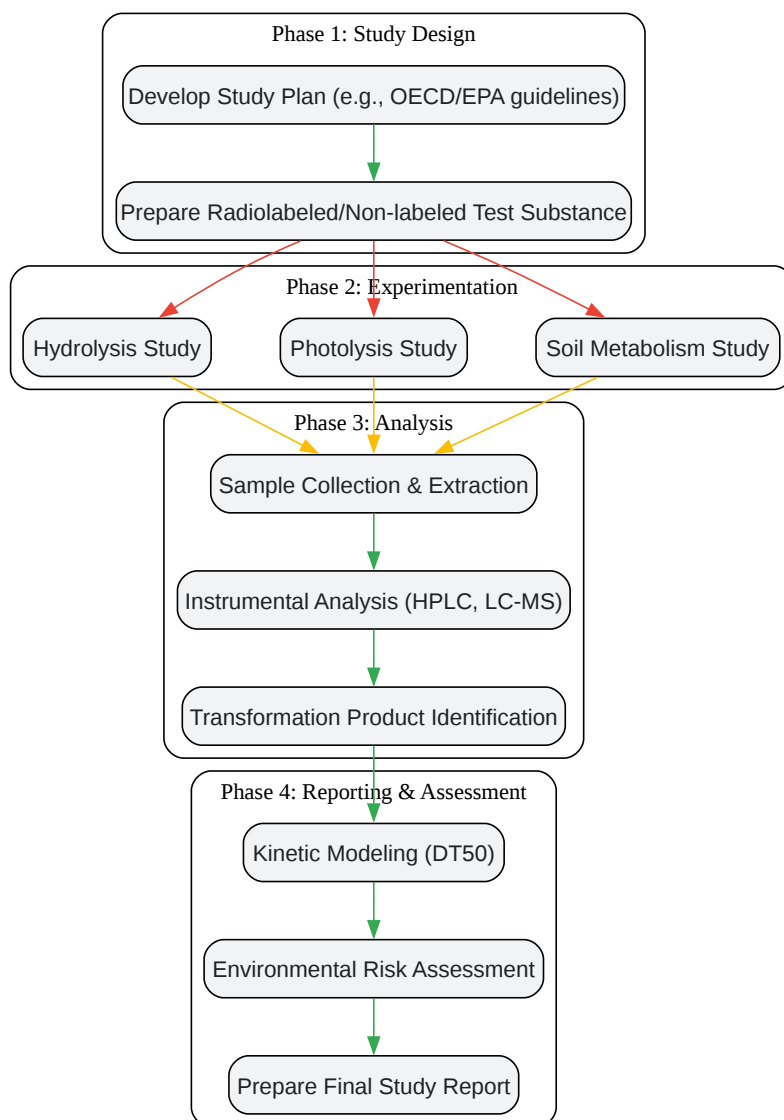 Phase 1: Study Design
Develop Study Plan (e.g., OECD/EPA guidelines)
Prepare Radiolabeled/Non-labeled Test Substance
Phase 2: Experimentation
Hydrolysis Study
Photolysis Study
Soil Metabolism Study
Phase 3: Analysis
Sample Collection & Extraction
Instrumental Analysis (HPLC, LC-MS)
Transformation Product Identification
Phase 4: Reporting & Assessment
Kinetic Modeling (DT50)
Environmental Risk Assessment
Prepare Final Study Report